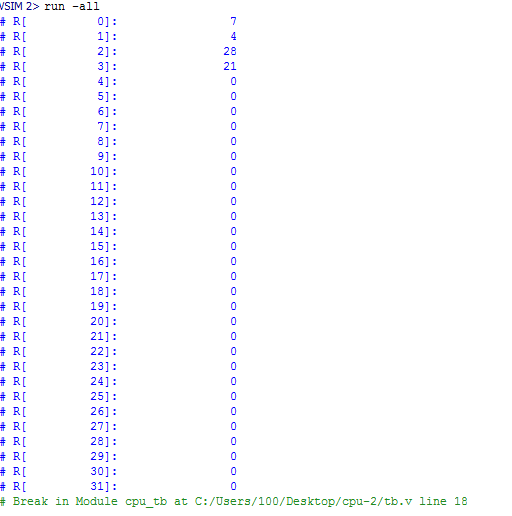 VSIM 2> run -all
# R[          0]:                 7
# R[          1]:                 4
# R[          2]:                28
# R[          3]:                21
# R[          4]:                 0
# R[          5]:                 0
# R[          6]:                 0
# R[          7]:                 0
# R[          8]:                 0
# R[          9]:                 0
# R[         10]:                 0
# R[         11]:                 0
# R[         12]:                 0
# R[         13]:                 0
# R[         14]:                 0
# R[         15]:                 0
# R[         16]:                 0
# R[         17]:                 0
# R[         18]:                 0
# R[         19]:                 0
# R[         20]:                 0
# R[         21]:                 0
# R[         22]:                 0
# R[         23]:                 0
# R[         24]:                 0
# R[         25]:                 0
# R[         26]:                 0
# R[         27]:                 0
# R[         28]:                 0
# R[         29]:                 0
# R[         30]:                 0
# R[         31]:                 0
# Break in Module cpu_tb at C:/Users/100/Desktop/cpu-2/tb.v line 18